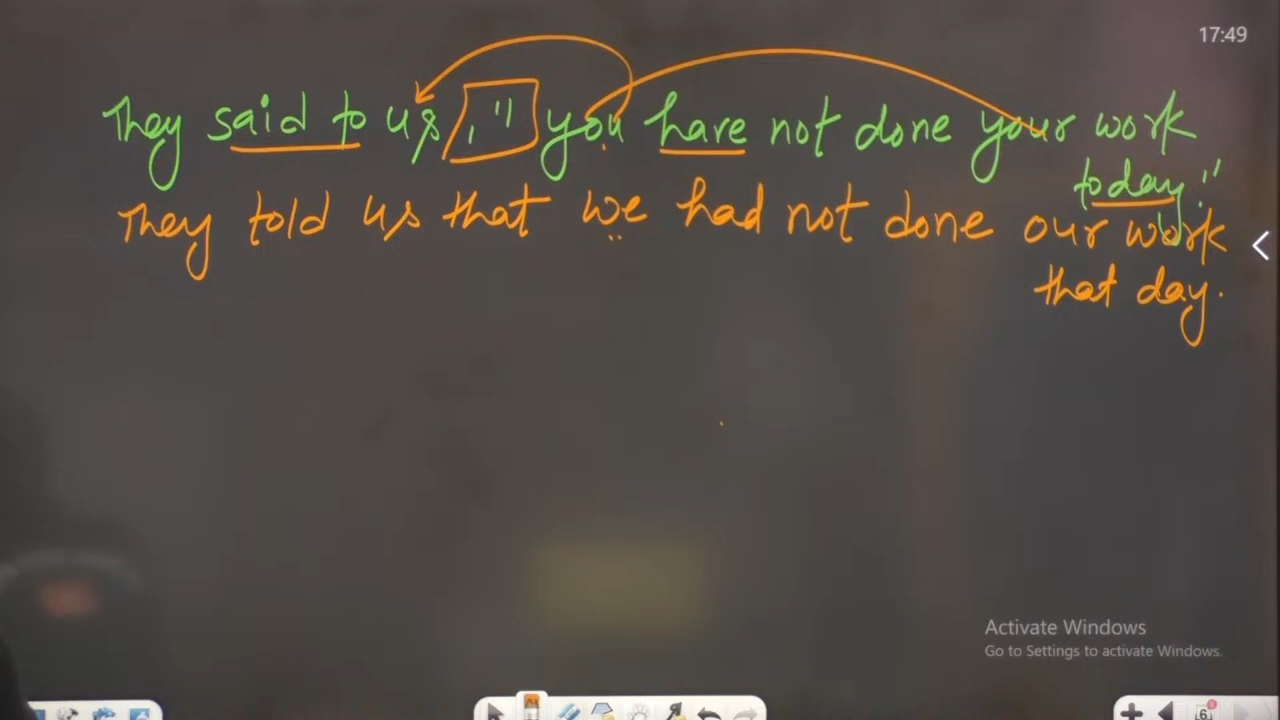 17:49
They said to us, " you have not done your work
today."
They told us that we had not done our work
that day.
Activate Windows
Go to Settings to activate Windows.
6